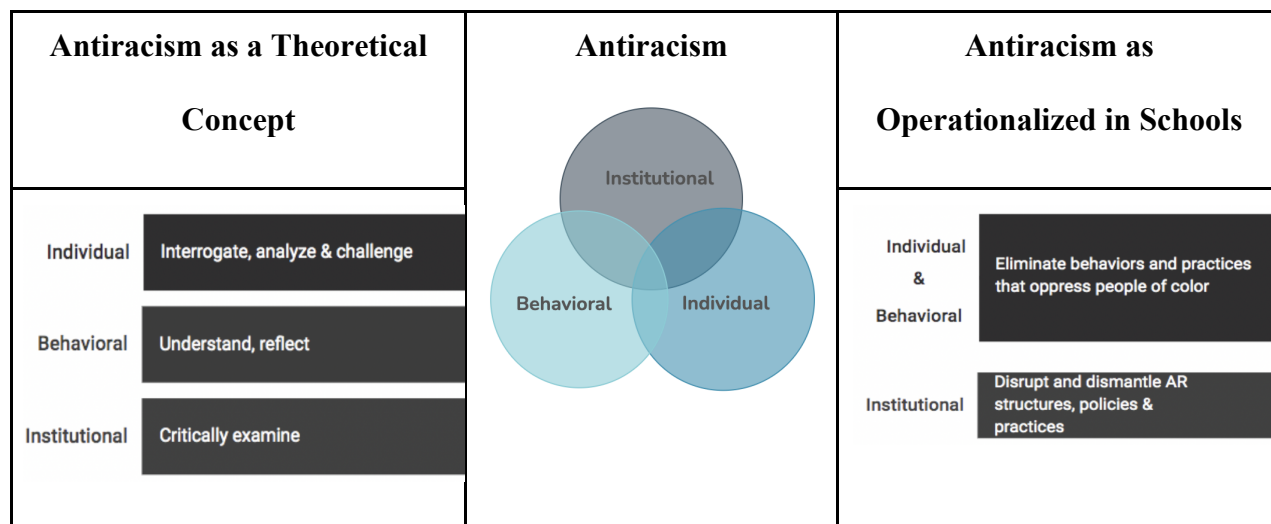 Antiracism as a Theoretical
Concept
Antiracism
Antiracism as
Operationalized in Schools
Individual
Interrogate, analyze & challenge
Behavioral
Understand, reflect
Institutional
Critically examine
Institutional
Behavioral
Individual
Individual
&
Behavioral
Eliminate behaviors and practices
that oppress people of color
Institutional
Disrupt and dismantle AR
structures, policies &
practices